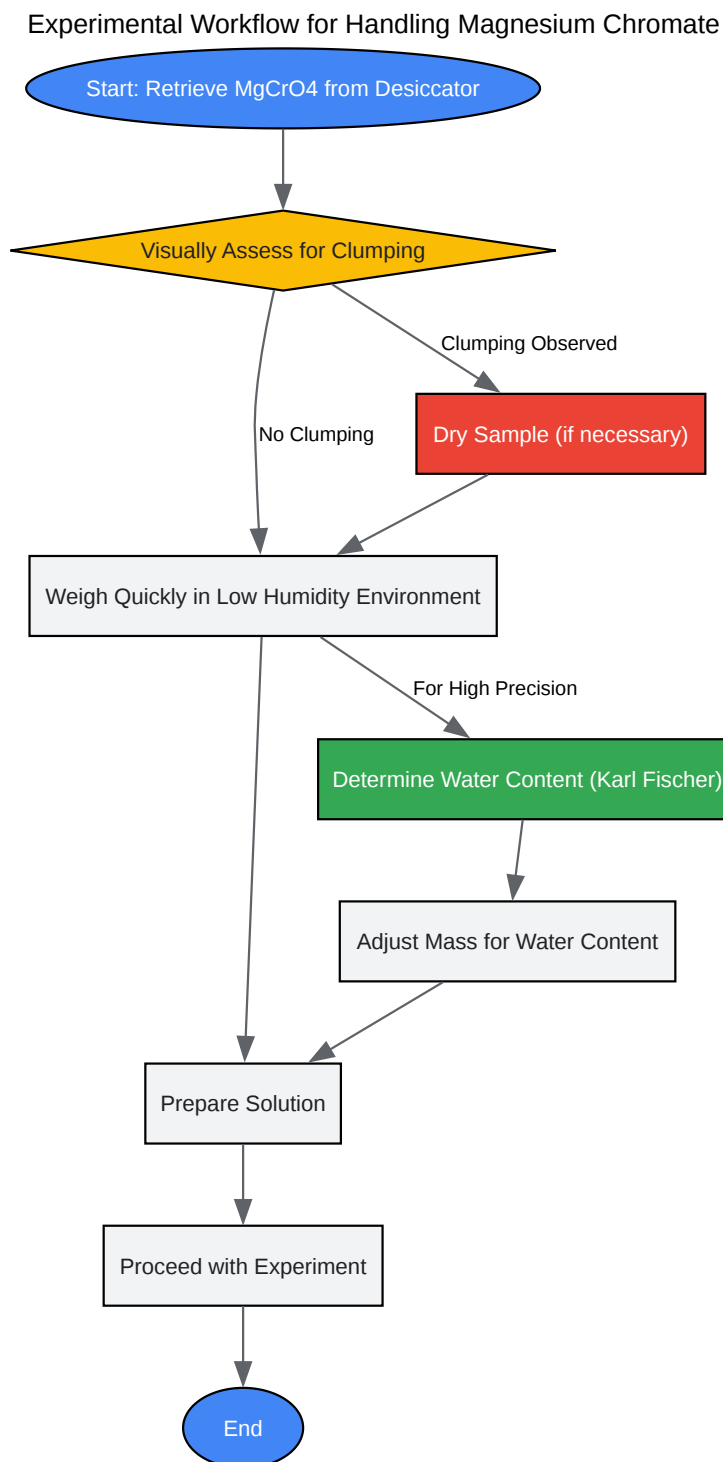 Experimental Workflow for Handling Magnesium Chromate
Start: Retrieve MgCrO4 from Desiccator
Visually Assess for Clumping
Clumping Observed
No Clumping
Dry Sample (if necessary)
Weigh Quickly in Low Humidity Environment
For High Precision
Determine Water Content (Karl Fischer)
Adjust Mass for Water Content
Prepare Solution
Proceed with Experiment
End